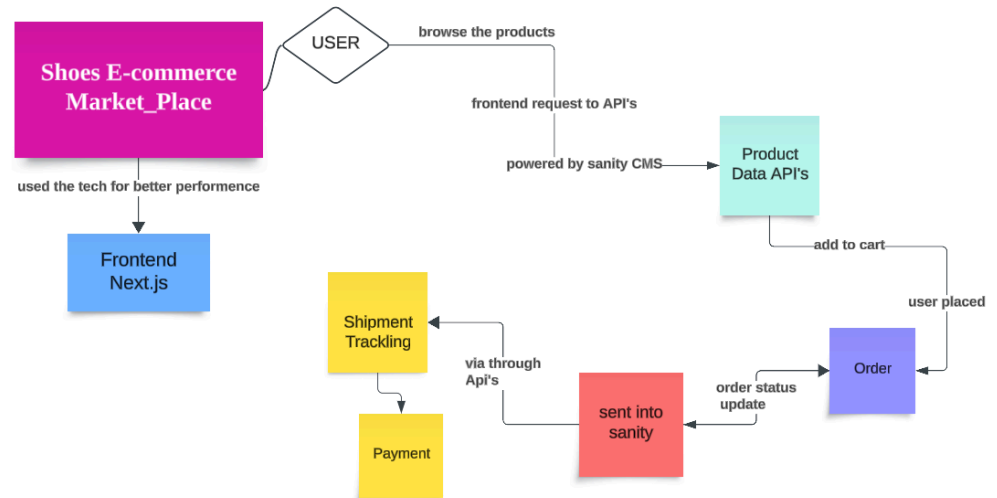 Shoes E-commerce
Market_Place
USER
browse the products
frontend request to API's
powered by sanity CMS
Product
Data API's
used the tech for better performence
Frontend
Next.js
add to cart
user placed
Order
order status
update
sent into
sanity
via through
Api's
Shipment
Trackling
Payment